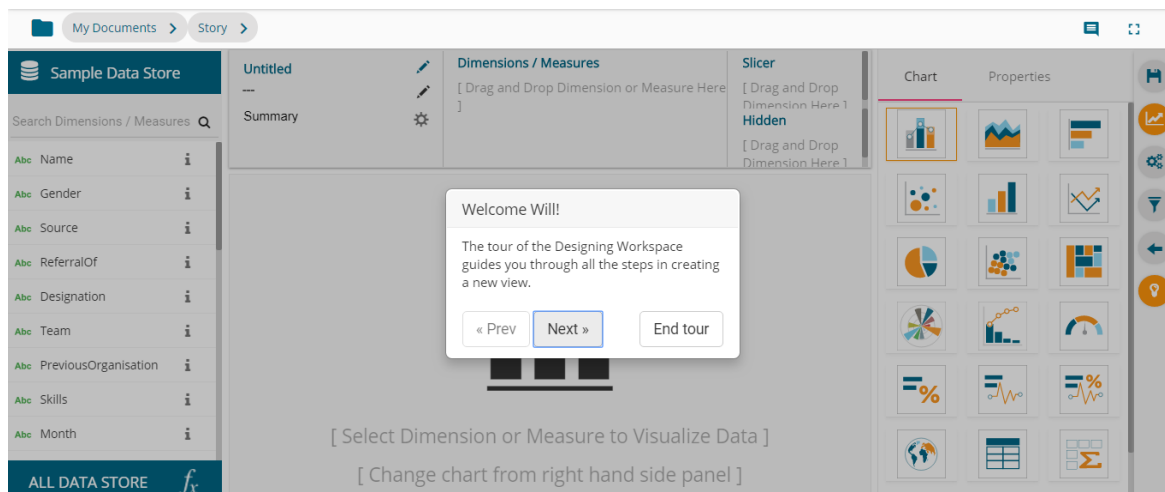 My Documents
Story
Sample Data Store
Search Dimensions / Measures
Abc Name i
Abc Gender i
Abc Source i
Abc ReferralOf i
Abc Designation i
Abc Team i
Abc PreviousOrganisation i
Abc Skills i
Abc Month i
ALL DATA STORE fx
Untitled
---
Summary
Dimensions / Measures
[ Drag and Drop Dimension or Measure Here
]
Slicer
[ Drag and Drop
Dimension Here ]
Hidden
[ Drag and Drop
Dimension Here ]
Welcome Will!
The tour of the Designing Workspace
guides you through all the steps in creating
a new view.
« Prev
Next »
End tour
[ Select Dimension or Measure to Visualize Data ]
[ Change chart from right hand side panel ]
Chart
Properties
%
%
Σ